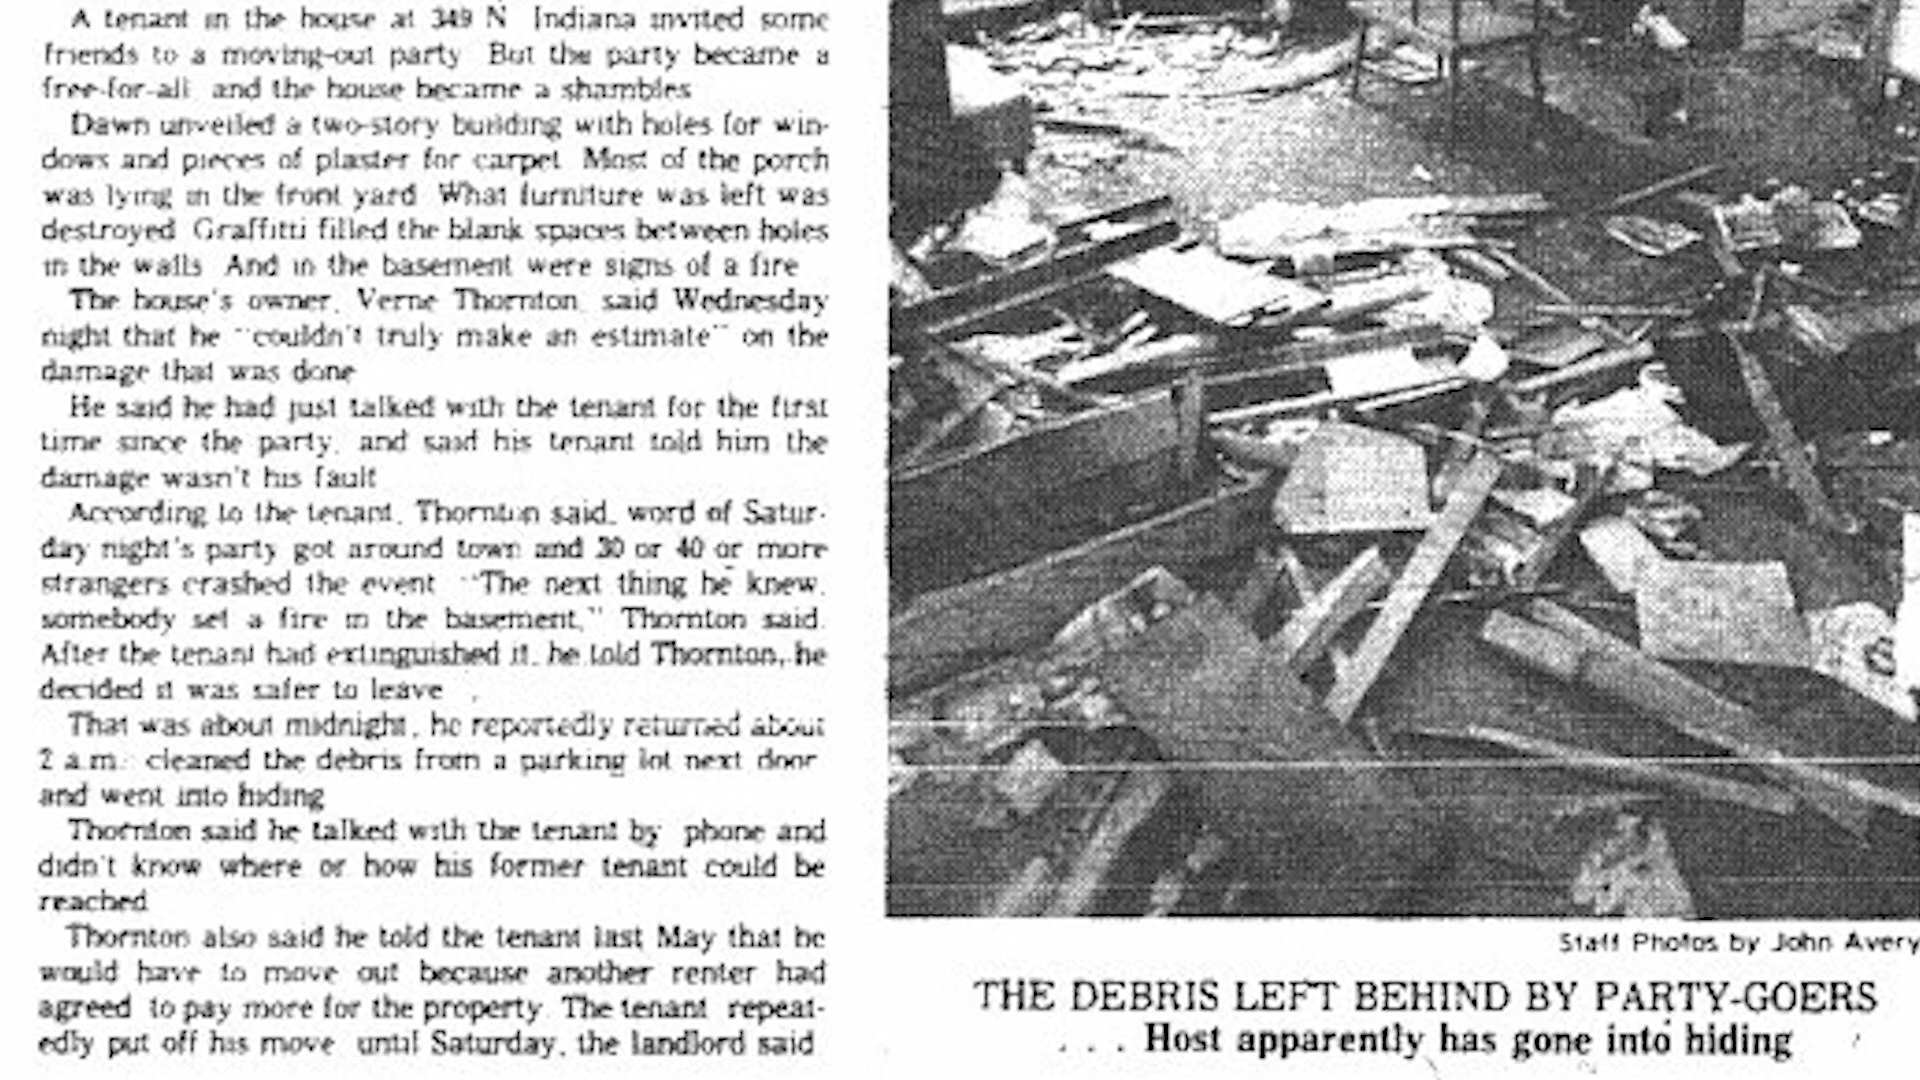 A tenant in the house at 349 N Indiana invited some
friends to a moving-out party But the party became a
free-for-all and the house became a shambles
Dawn unveiled a two-story building with holes for win-
dows and pieces of plaster for carpet Most of the porch
was lying in the front yard What furniture was left was
destroyed Graffitti filled the blank spaces between holes
in the walls And in the basement were signs of a fire
The house's owner, Verne Thornton said Wednesday
night that he "couldn't truly make an estimate" on the
damage that was done
He said he had just talked with the tenant for the first
time since the party, and said his tenant told him the
damage wasn't his fault
According to the tenant, Thornton said, word of Satur-
day night's party got around town and 30 or 40 or more
strangers crashed the event "The next thing he knew,
somebody set a fire in the basement," Thornton said.
After the tenant had extinguished it, he told Thornton, he
decided it was safer to leave
That was about midnight, he reportedly returned about
2 a.m. cleaned the debris from a parking lot next door
and went into hiding
Thornton said he talked with the tenant by phone and
didn't know where or how his former tenant could be
reached
Thornton also said he told the tenant last May that he
would have to move out because another renter had
agreed to pay more for the property The tenant repeat-
edly put off his move until Saturday, the landlord said
Staff Photos by John Avery
THE DEBRIS LEFT BEHIND BY PARTY-GOERS
. . . Host apparently has gone into hiding